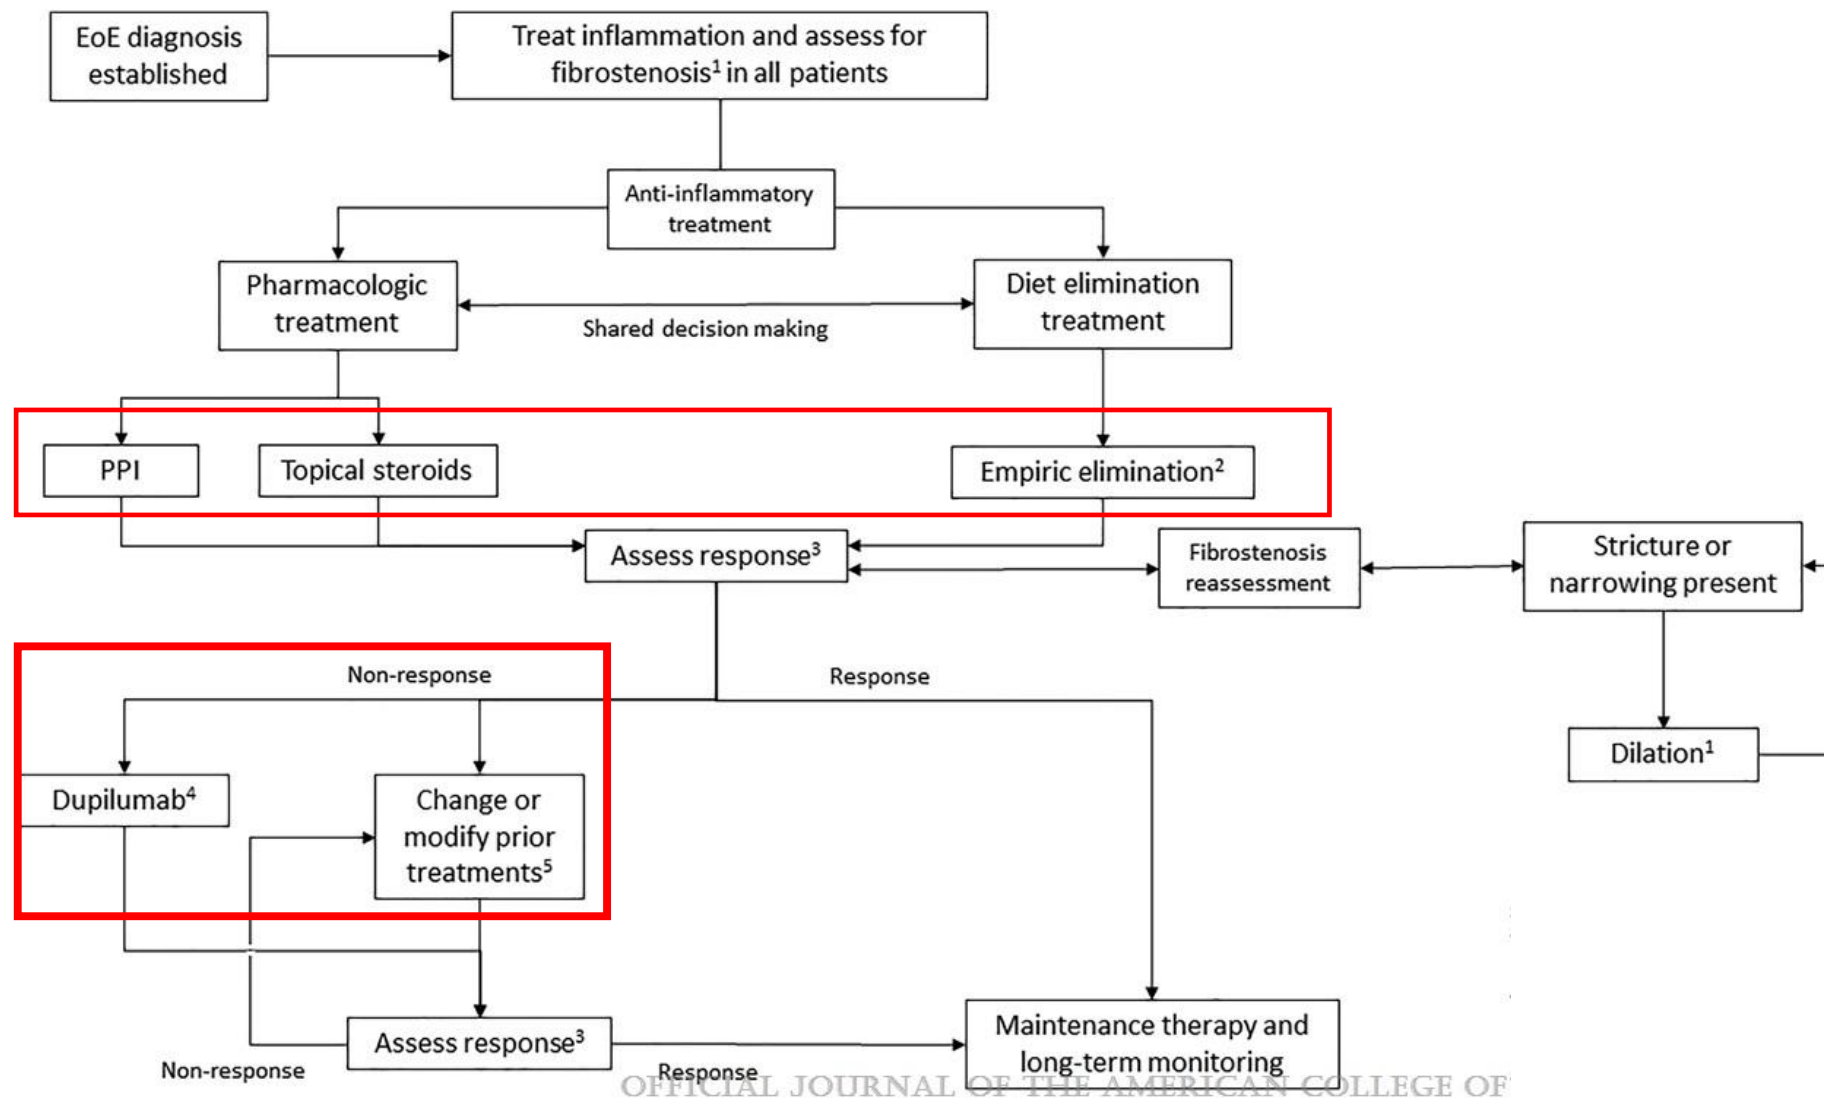 EoE diagnosis
established
Treat inflammation and assess for
fibrostenosis¹ in all patients
Anti-inflammatory
treatment
Pharmacologic
treatment
Shared decision making
Diet elimination
treatment
PPI
Topical steroids
Empiric elimination²
Assess response³
Fibrostenosis
reassessment
Stricture or
narrowing present
Non-response
Response
Dilation¹
Dupilumab⁴
Change or
modify prior
treatments⁵
Assess response³
Maintenance therapy and
long-term monitoring
Non-response
Response
OFFICIAL JOURNAL OF THE AMERICAN COLLEGE OF